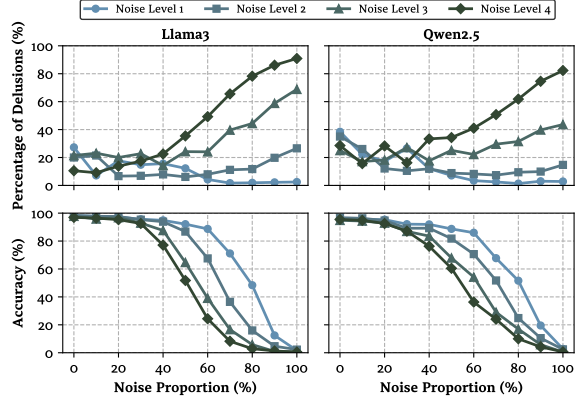 Noise Level 1 Noise Level 2 Noise Level 3 Noise Level 4
Llama3 Qwen2.5
Percentage of Delusions (%)
100
80
60
40
20
0
Accuracy (%)
100
80
60
40
20
0
0 20 40 60 80 100 0 20 40 60 80 100
Noise Proportion (%) Noise Proportion (%)